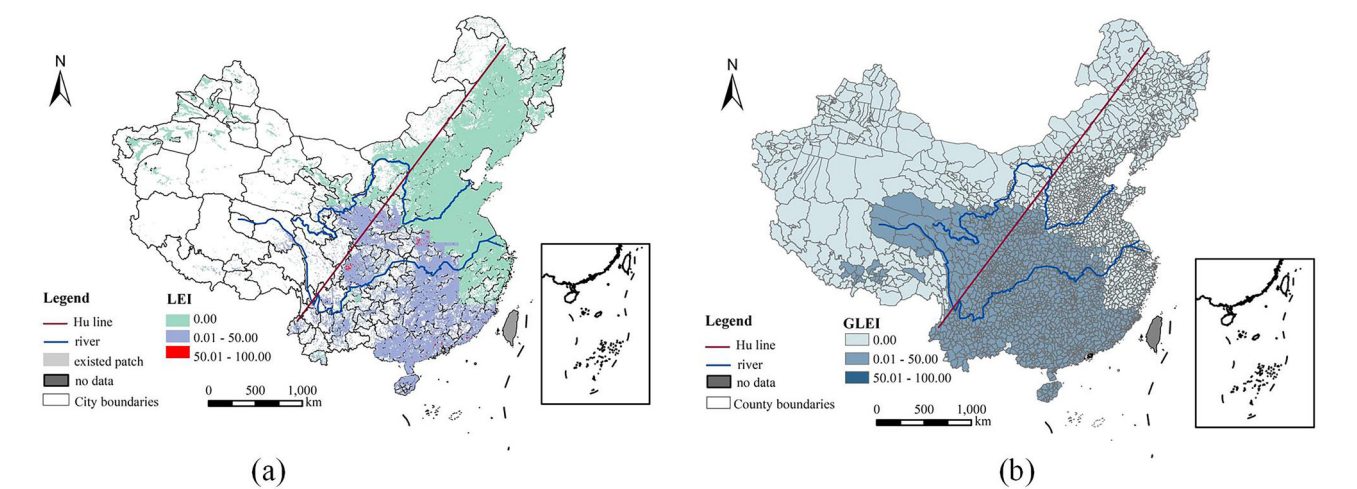 N
Legend
Hu line
river
existed patch
no data
City boundaries
LEI
0.00
0.01 - 50.00
50.01 - 100.00
0 500 1,000
km
(a)
N
Legend
Hu line
river
no data
County boundaries
GLEI
0.00
0.01 - 50.00
50.01 - 100.00
0 500 1,000
km
(b)